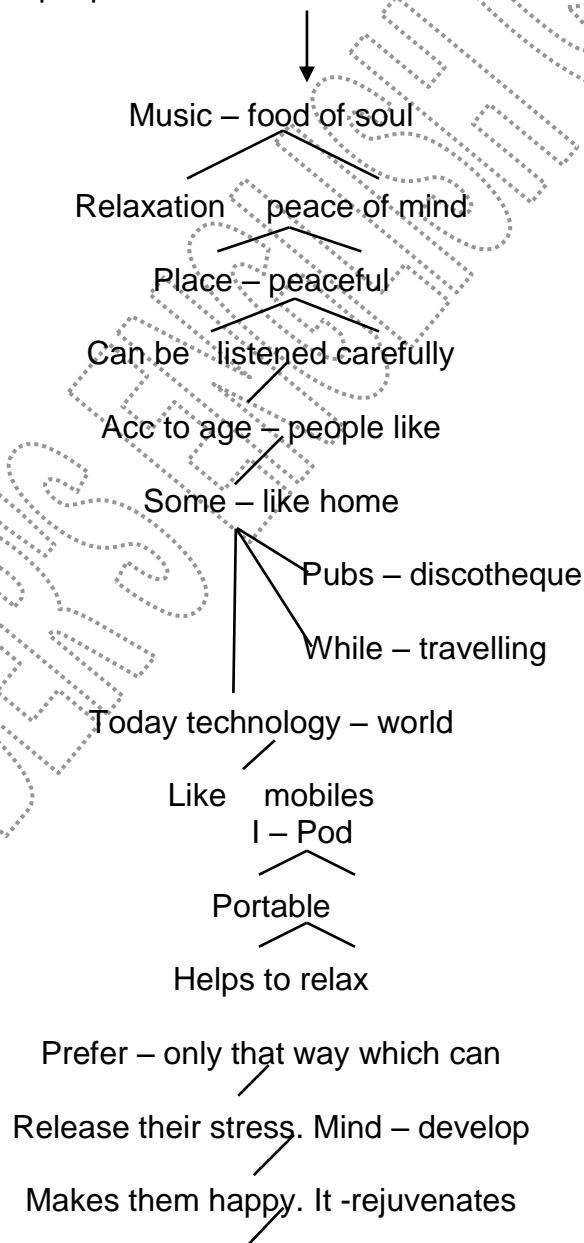 Music – food of soul
Relaxation peace of mind
Place – peaceful
Can be listened carefully
Acc to age – people like
Some – like home
Pubs – discotheque
While – travelling
Today technology – world
Like mobiles
I – Pod
Portable
Helps to relax
Prefer – only that way which can
Release their stress. Mind – develop
Makes them happy. It -rejuvenates